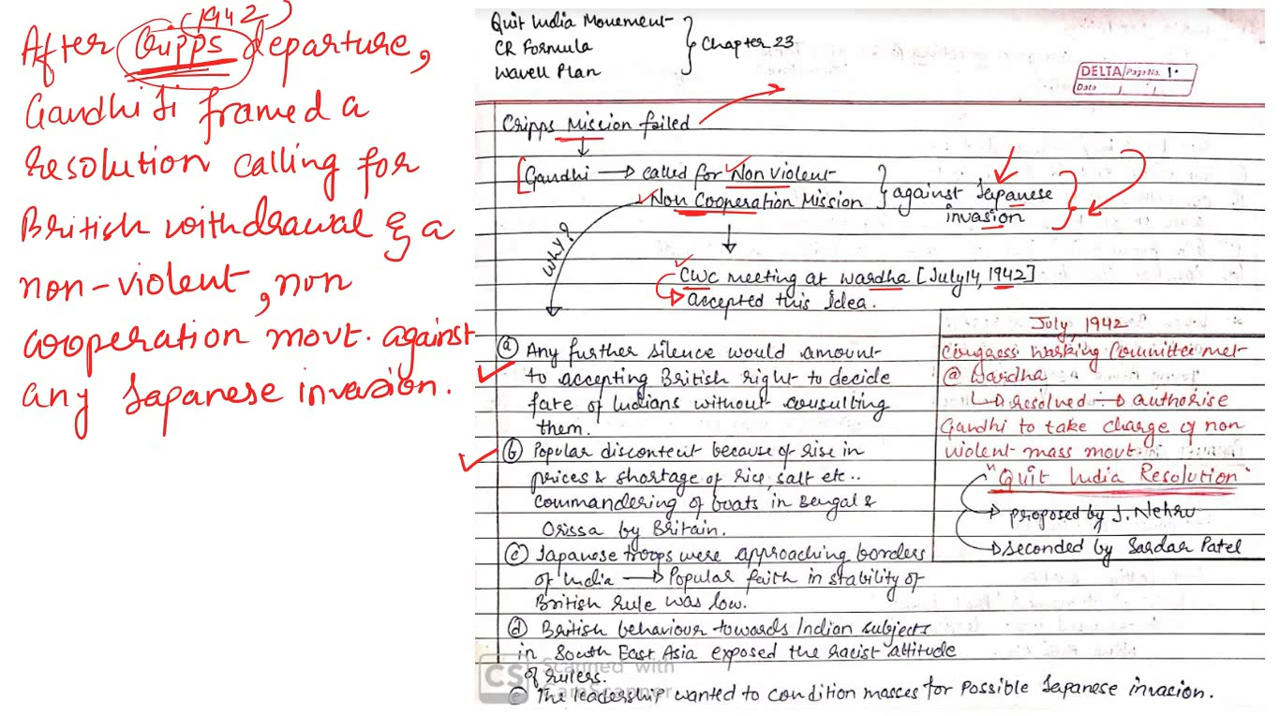 (1942)
After Cripps departure,
Gandhi Ji framed a
resolution calling for
British withdrawal & a
non-violent, non
cooperation movt. against
any Japanese invasion.
Quit India Movement
CR Formula
Wavell Plan
Chapter 23
DELTA Page No. 10
Date
Cripps Mission failed
Gandhi → called for Non Violent
Non Cooperation Mission
against Japanese
invasion
Why?
CWC meeting at Wardha [July 14, 1942]
accepted this idea.
(a) Any further silence would amount
to accepting British right to decide
fate of Indians without consulting
them.
(b) Popular discontent because of rise in
prices & shortage of rice, salt etc..
commandering of boats in Bengal &
Orissa by Britain.
(c) Japanese troops were approaching borders
of India → Popular faith in stability of
British rule was low.
(d) British behaviour towards Indian subjects
in South East Asia exposed the racist attitude
of rulers.
(e) The leadership wanted to condition masses for possible Japanese invasion.
July, 1942
Congress Working Committee met
@ Wardha
resolved → authorise
Gandhi to take charge of non
violent mass movt.
"Quit India Resolution"
proposed by J. Nehru
seconded by Sardar Patel
CS Scanned with
CamScanner